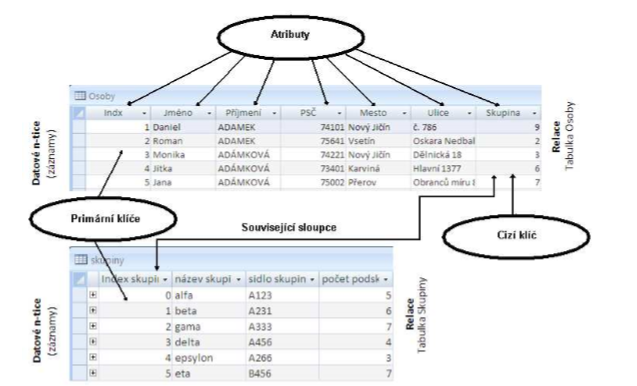 Atributy
Osoby
Indx Jméno Příjmení PSČ Mesto Ulice Skupina
1 Daniel ADAMEK 74101 Nový Jičín č. 786 9
2 Roman ADAMEK 75641 Vsetín Oskara Nedbal 2
3 Monika ADÁMKOVÁ 74221 Nový Jičín Dělnická 18 3
4 Jitka ADÁMKOVÁ 73401 Karviná Hlavní 1377 6
5 Jana ADÁMKOVÁ 75002 Přerov Obranců míru 7
Datové n-tice
(záznamy)
Relace
Tabulka Osoby
Primární klíče
Související sloupce
Cizí klíč
skupiny
Index skupi název skupi sidlo skupin počet podsk
0 alfa A123 5
1 beta A231 6
2 gama A333 7
3 delta A456 4
4 epsylon A266 3
5 eta B456 7
Datové n-tice
(záznamy)
Relace
Tabulka Skupiny